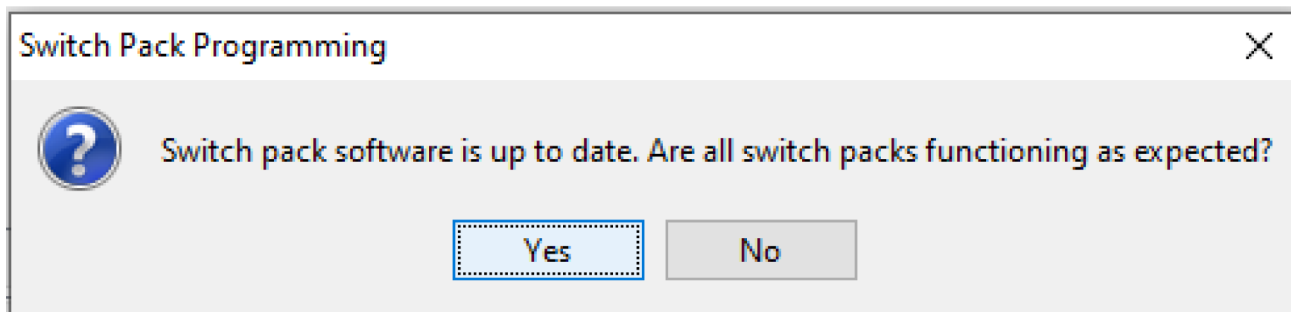 Switch Pack Programming
Switch pack software is up to date. Are all switch packs functioning as expected?
Yes
No